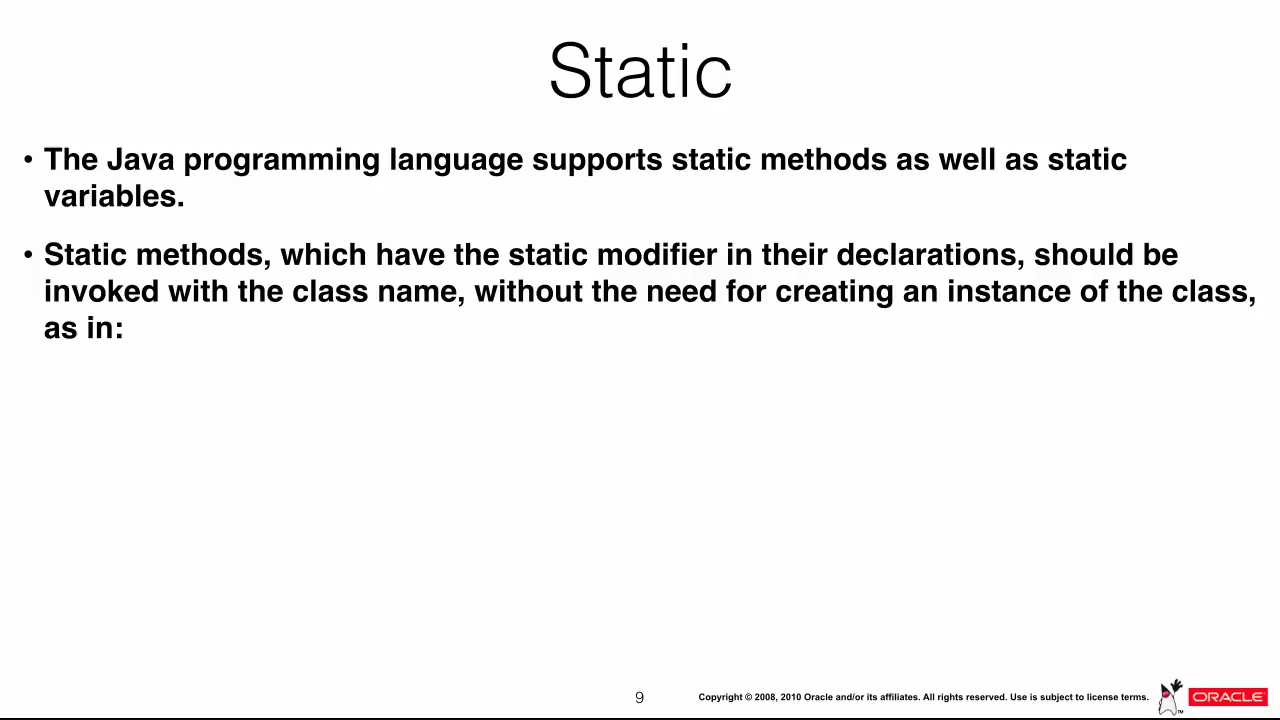 Static
• The Java programming language supports static methods as well as static
variables.
• Static methods, which have the static modifier in their declarations, should be
invoked with the class name, without the need for creating an instance of the class,
as in:
9
Copyright © 2008, 2010 Oracle and/or its affiliates. All rights reserved. Use is subject to license terms.
TM
ORACLE